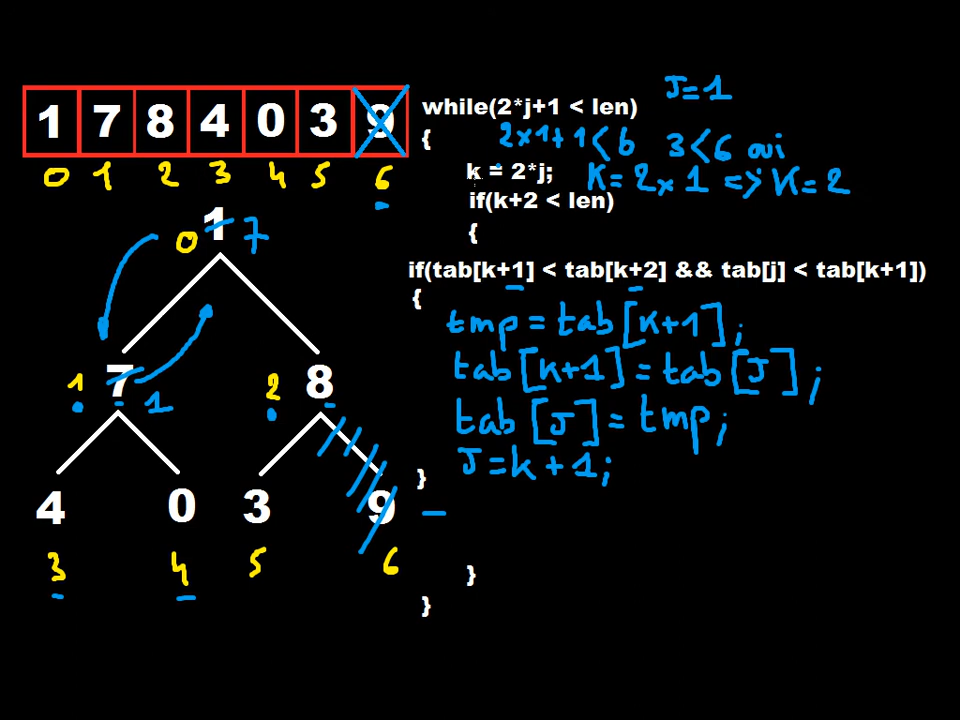 J=1
1 7 8 4 0 3 9
while(2*j+1 < len)
{
2x1+1<6 3<6 oui
0 1 2 3 4 5 6
k = 2*j;
K=2x1 => K=2
if(k+2 < len)
{
0 1 7
if(tab[k+1] < tab[k+2] && tab[j] < tab[k+1])
{
tmp = tab[K+1];
tab[K+1] = tab[J];
1 7 1
2 8
tab[J] = tmp;
J=k+1;
}
4 0 3 9
3 4 5 6
}
}